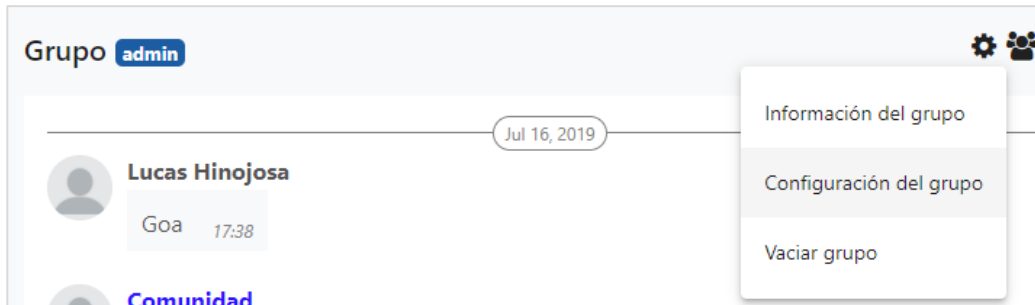 Grupo admin
Información del grupo
Jul 16, 2019
Configuración del grupo
Vaciar grupo
Lucas Hinojosa
Goa 17:38
Comunidad